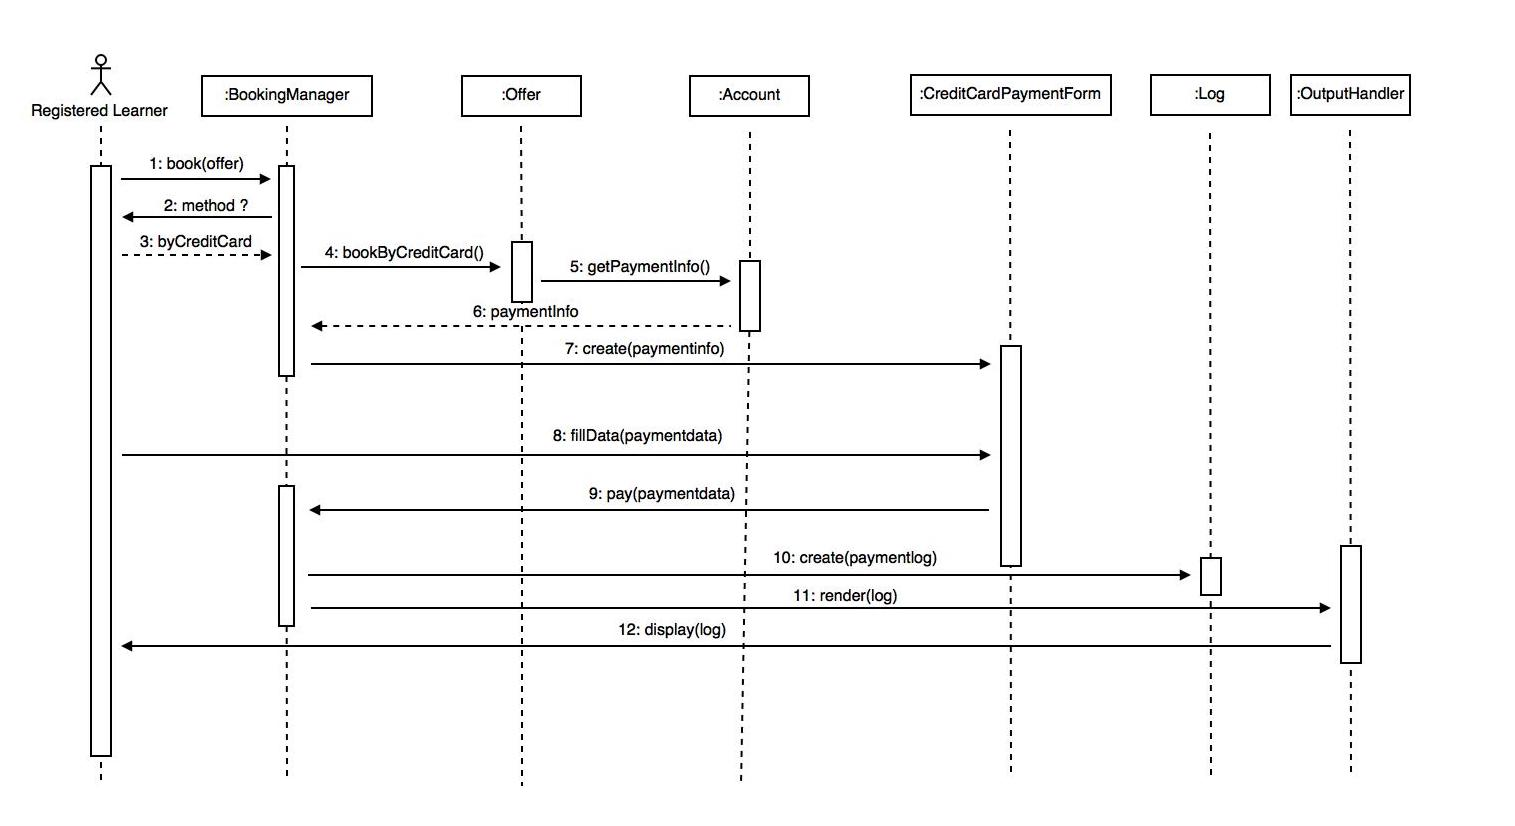 Registered Learner
:BookingManager
:Offer
:Account
:CreditCardPaymentForm
:Log
:OutputHandler
1: book(offer)
2: method ?
3: byCreditCard
4: bookByCreditCard()
5: getPaymentInfo()
6: paymentInfo
7: create(paymentinfo)
8: fillData(paymentdata)
9: pay(paymentdata)
10: create(paymentlog)
11: render(log)
12: display(log)